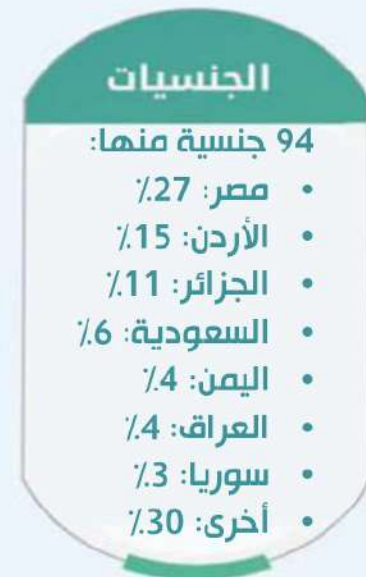 الجنسيات
94 جنسية منها:
• مصر: 27٪
• الأردن: 15٪
• الجزائر: 11٪
• السعودية: 6٪
• اليمن: 4٪
• العراق: 4٪
• سوريا: 3٪
• أخرى: 30٪